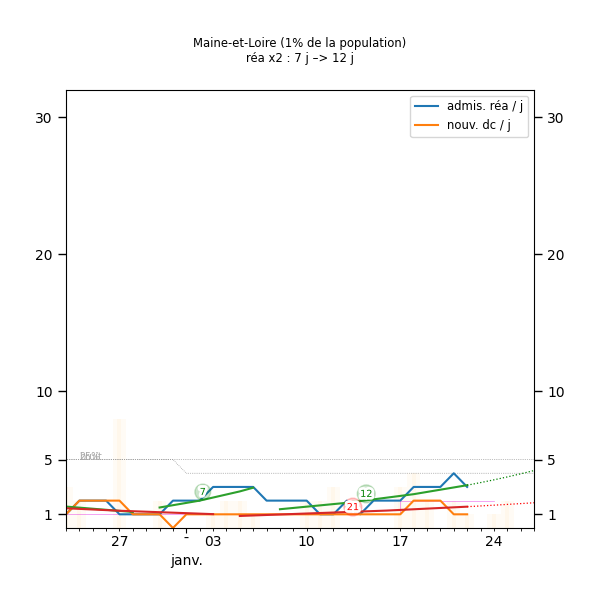 Maine-et-Loire (1% de la population)
réa x2 : 7 j –> 12 j
admis. réa / j
nouv. dc / j
30 30
20 20
10 10
5 5
1 1
7
12
21
27 - 03 10 17 24
janv.